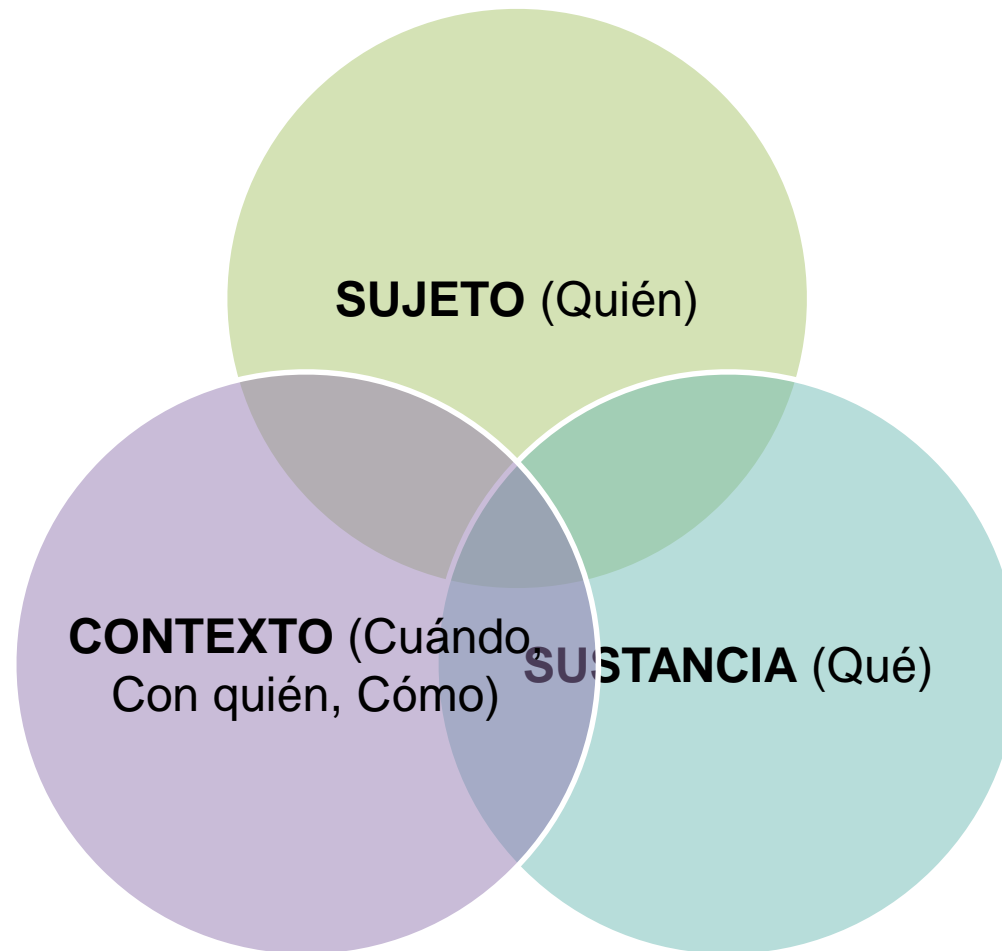 SUJETO (Quién)
CONTEXTO (Cuándo,
Con quién, Cómo)
SUSTANCIA (Qué)